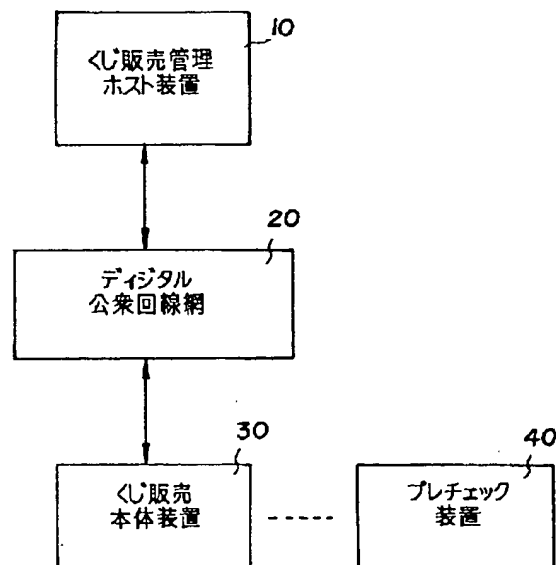 10
くじ販売管理
ホスト装置
20
ディジタル
公衆回線網
30
くじ販売
本体装置
40
プレチェック
装置